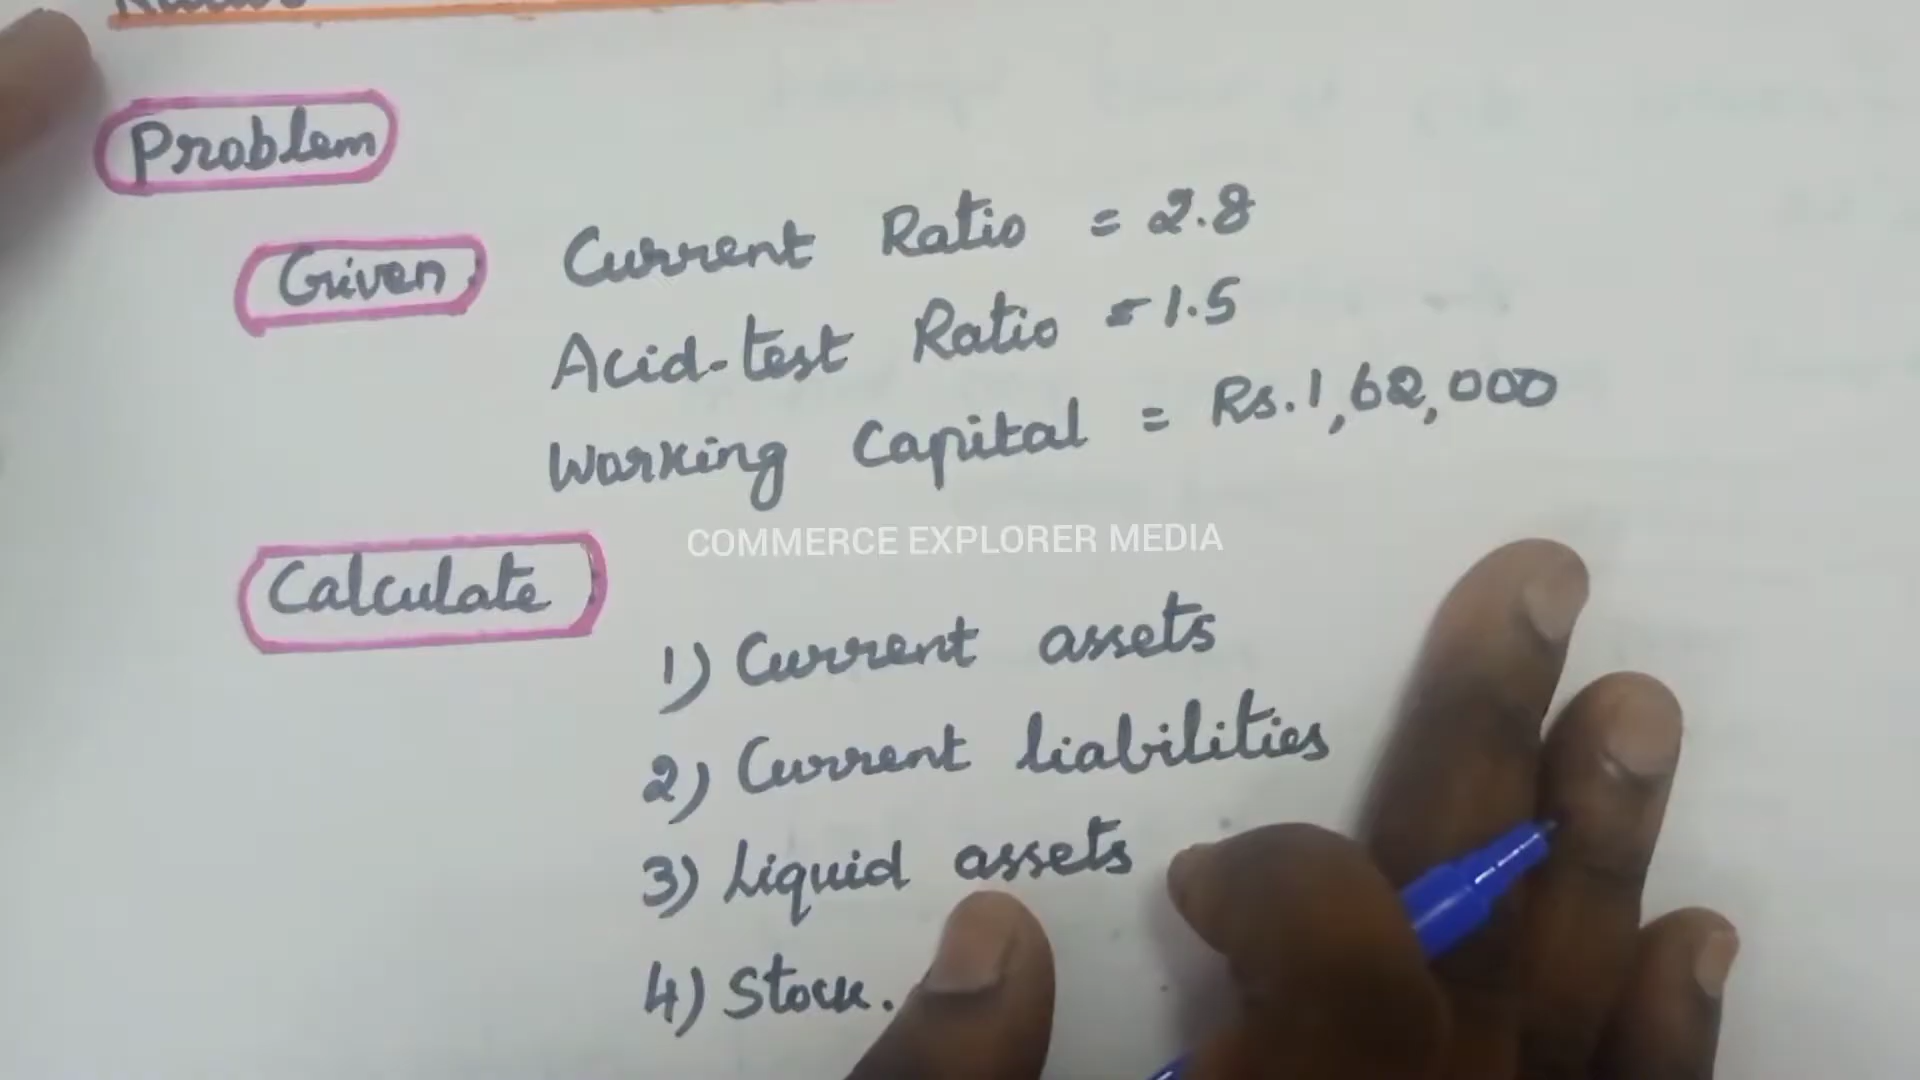 Problem
Given: Current Ratio = 2.8
Acid-test Ratio = 1.5
Working Capital = Rs.1,62,000
COMMERCE EXPLORER MEDIA
Calculate:
1) Current assets
2) Current liabilities
3) Liquid assets
4) Stock.